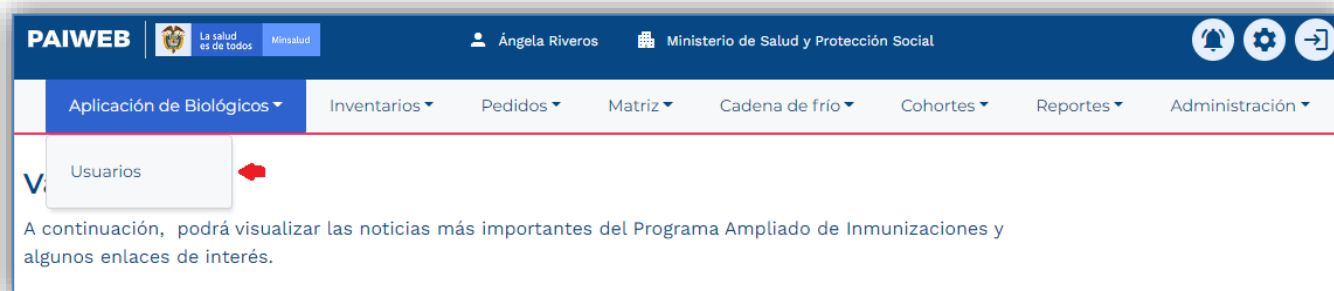 PAIWEB La salud es de todos Minsalud Ángela Riveros Ministerio de Salud y Protección Social
Aplicación de Biológicos Inventarios Pedidos Matriz Cadena de frío Cohortes Reportes Administración
Usuarios
A continuación, podrá visualizar las noticias más importantes del Programa Ampliado de Inmunizaciones y
algunos enlaces de interés.